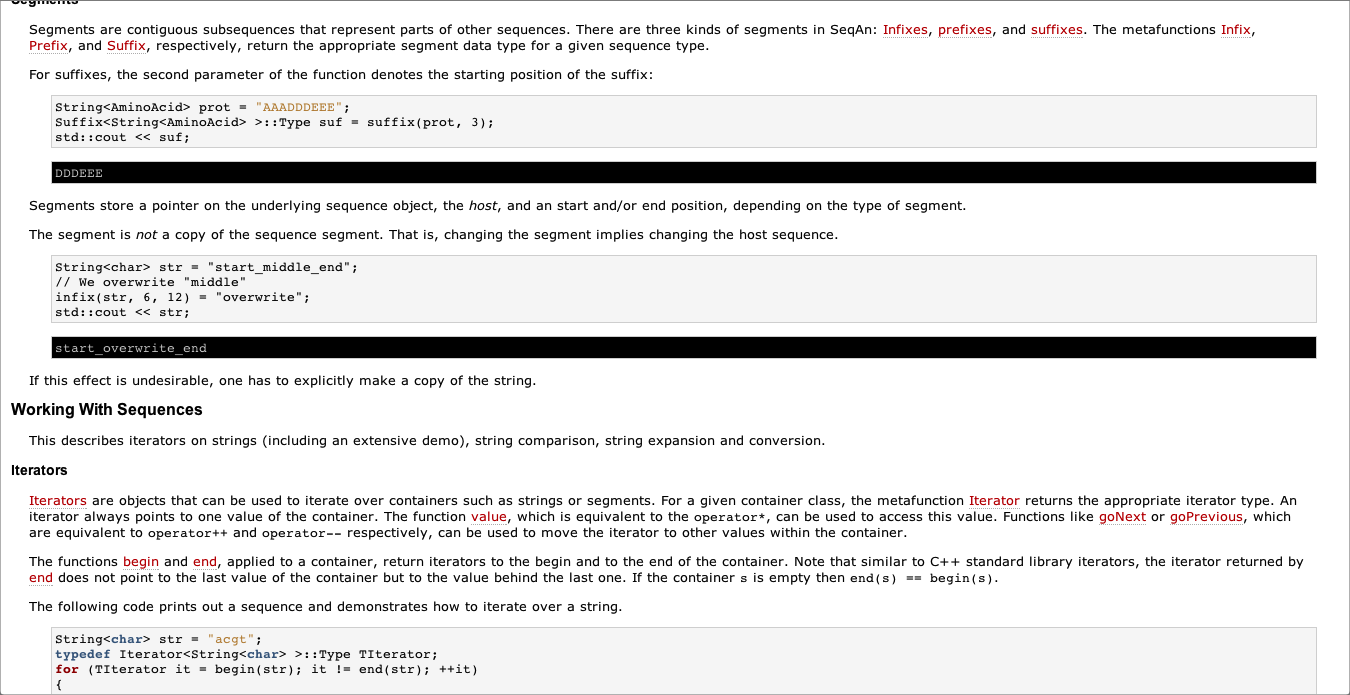 Segments
Segments are contiguous subsequences that represent parts of other sequences. There are three kinds of segments in SeqAn: Infixes, prefixes, and suffixes. The metafunctions Infix,
Prefix, and Suffix, respectively, return the appropriate segment data type for a given sequence type.
For suffixes, the second parameter of the function denotes the starting position of the suffix:
String<AminoAcid> prot = "AAADDDEEE";
Suffix<String<AminoAcid> >::Type suf = suffix(prot, 3);
std::cout << suf;
DDDEEE
Segments store a pointer on the underlying sequence object, the host, and an start and/or end position, depending on the type of segment.
The segment is not a copy of the sequence segment. That is, changing the segment implies changing the host sequence.
String<char> str = "start_middle_end";
// We overwrite "middle"
infix(str, 6, 12) = "overwrite";
std::cout << str;
start_overwrite_end
If this effect is undesirable, one has to explicitly make a copy of the string.
Working With Sequences
This describes iterators on strings (including an extensive demo), string comparison, string expansion and conversion.
Iterators
Iterators are objects that can be used to iterate over containers such as strings or segments. For a given container class, the metafunction Iterator returns the appropriate iterator type. An
iterator always points to one value of the container. The function value, which is equivalent to the operator*, can be used to access this value. Functions like goNext or goPrevious, which
are equivalent to operator++ and operator-- respectively, can be used to move the iterator to other values within the container.
The functions begin and end, applied to a container, return iterators to the begin and to the end of the container. Note that similar to C++ standard library iterators, the iterator returned by
end does not point to the last value of the container but to the value behind the last one. If the container s is empty then end(s) == begin(s).
The following code prints out a sequence and demonstrates how to iterate over a string.
String<char> str = "acgt";
typedef Iterator<String<char> >::Type TIterator;
for (TIterator it = begin(str); it != end(str); ++it)
{